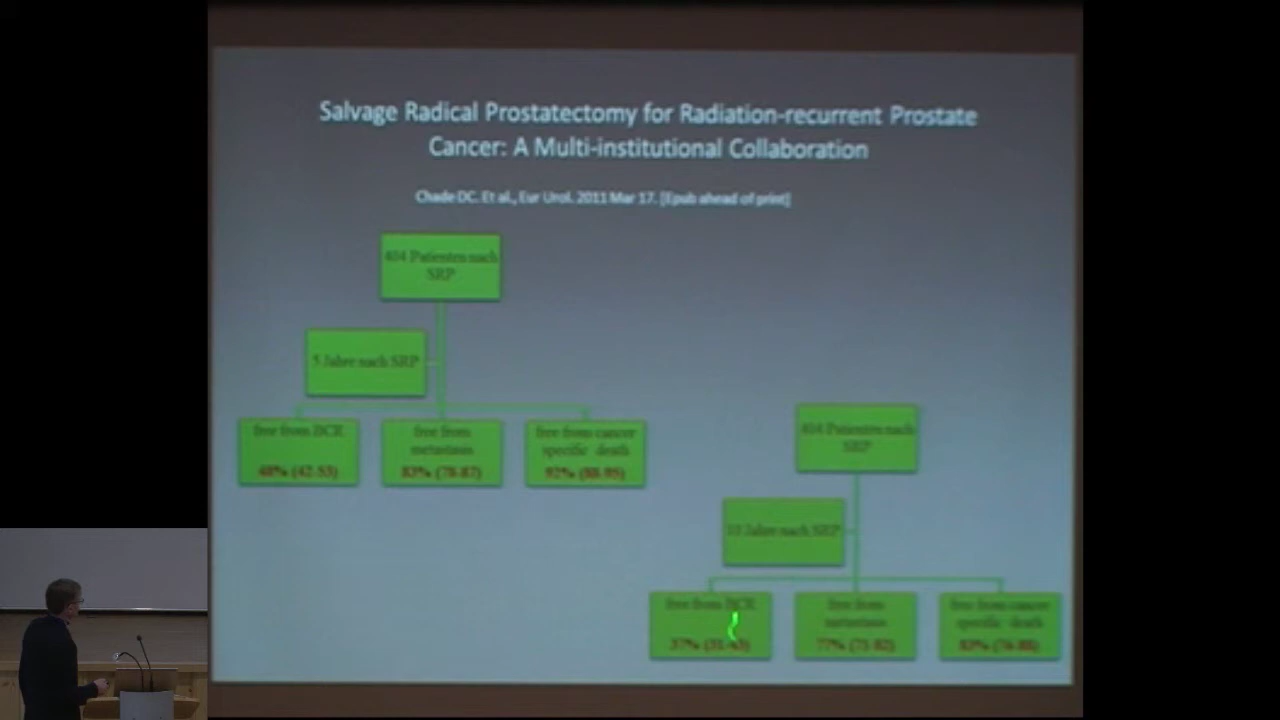 Salvage Radical Prostatectomy for Radiation-recurrent Prostate
Cancer: A Multi-institutional Collaboration
Chade DC. Et al., Eur Urol. 2011 Mar 17. [Epub ahead of print]
404 Patienten nach
SRP
5 Jahre nach SRP
free from BCR
48% (42-53)
free from
metastasis
83% (78-87)
free from cancer
specific death
92% (88-95)
404 Patienten nach
SRP
10 Jahre nach SRP
free from BCR
37% (31-43)
free from
metastasis
77% (71-82)
free from cancer
specific death
83% (76-88)